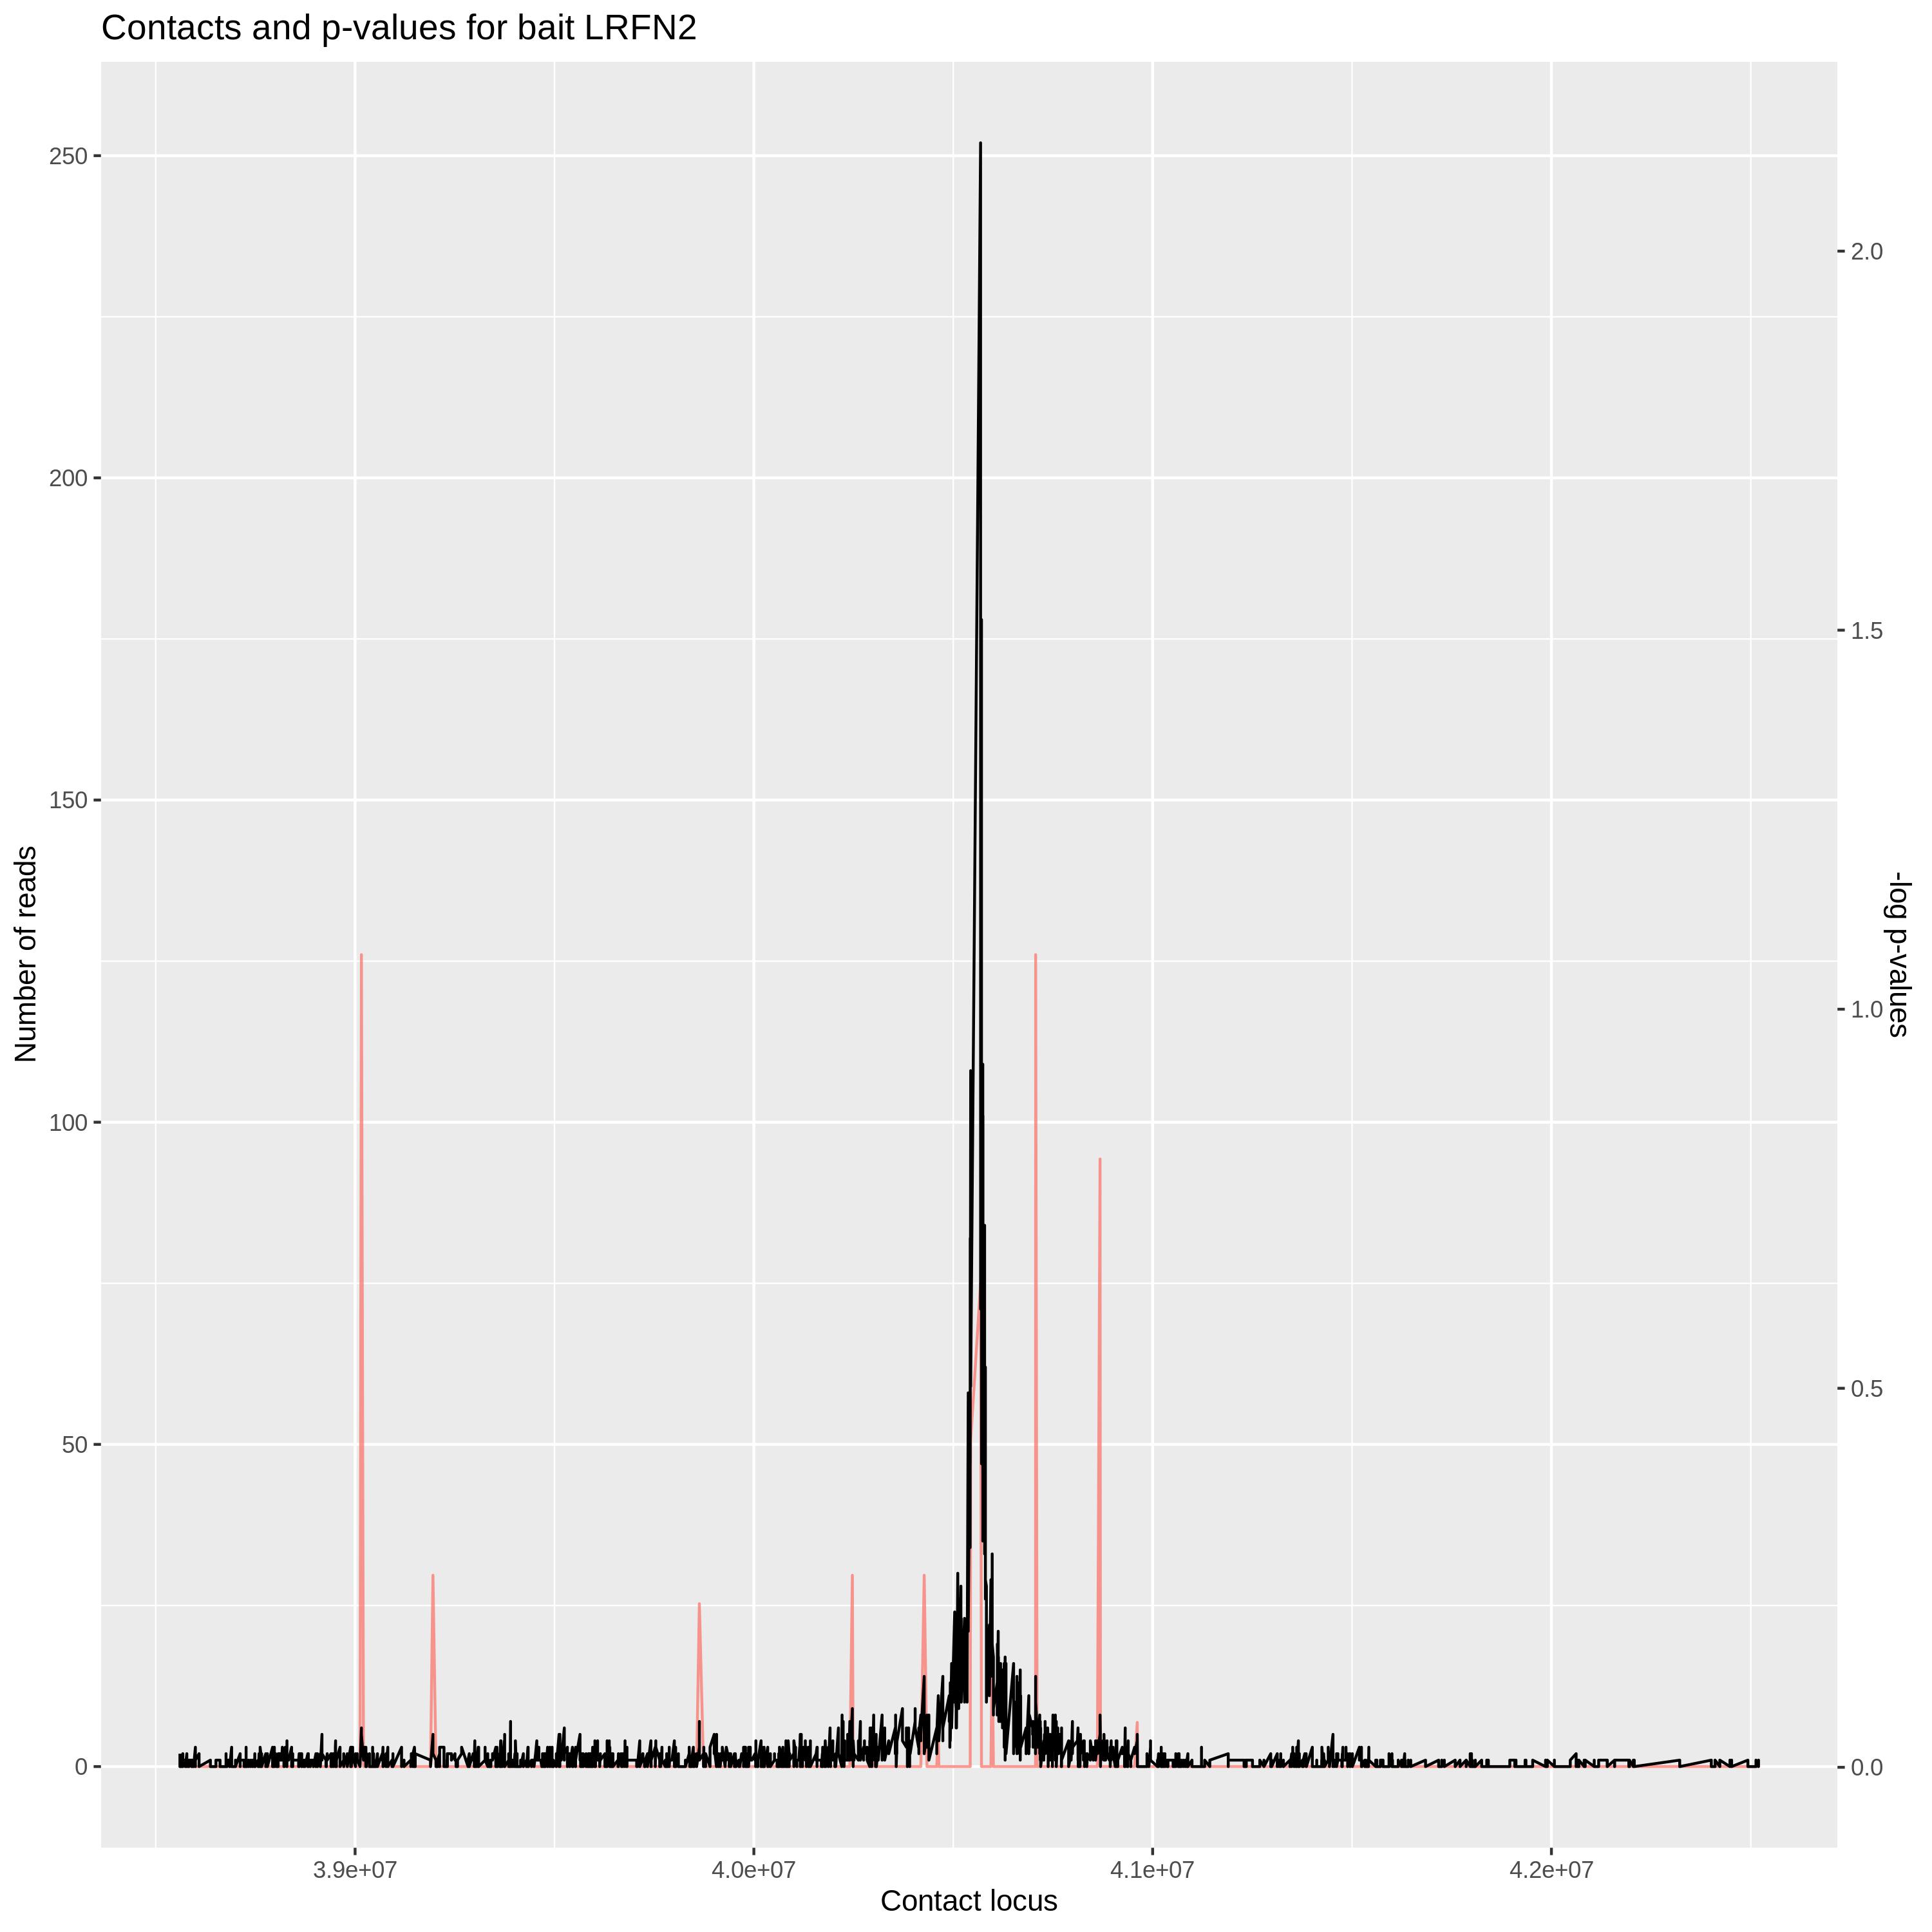 Contacts and p-values for bait LRFN2
250
200
150
100
50
0
Number of reads
2.0
1.5
1.0
0.5
0.0
-log p-values
3.9e+07
4.0e+07
4.1e+07
4.2e+07
Contact locus